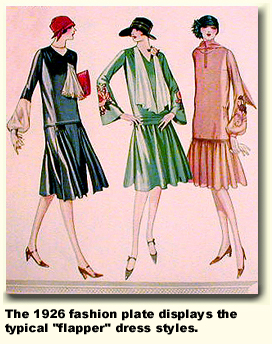 The 1926 fashion plate displays the
typical "flapper" dress styles.